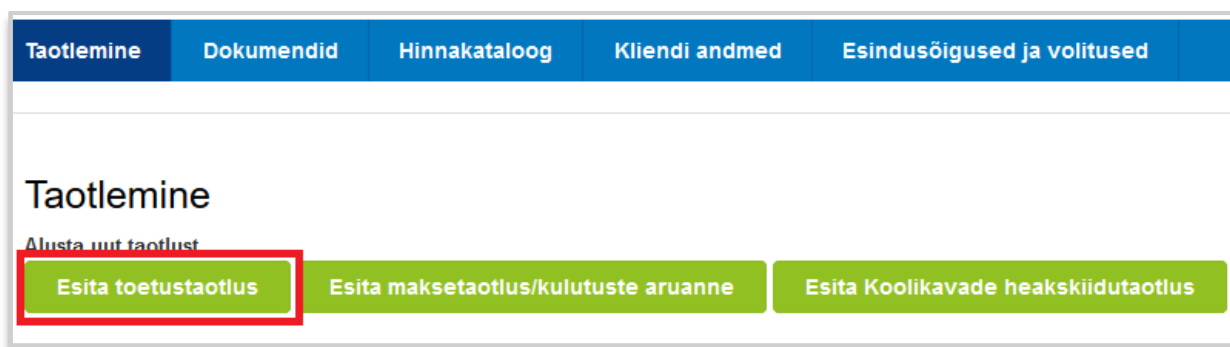 Taotlemine Dokumendid Hinnakataloog Kliendi andmed Esindusõigused ja volitused
Taotlemine
Alusta uut taotlust
Esita toetustaotlus Esita maksetaotlus/kulutuste aruanne Esita Koolikavade heakskiidutaotlus